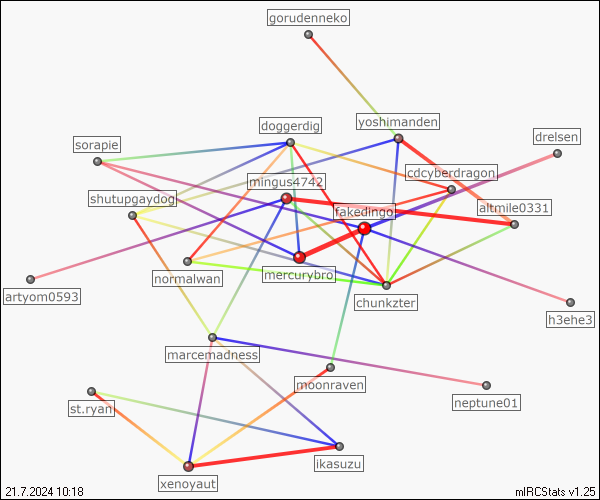 gorudenneko
yoshimanden
doggerdig
drelsen
sorapie
cdcyberdragon
mingus4742
shutupgaydog
altmile0331
fakedingo
mercurybro
normalwan
artyom0593
chunkzter
h3ehe3
marcemadness
moonraven
neptune01
st.ryan
ikasuzu
xenoyaut
21.7.2024 10:18
mIRCStats v1.25